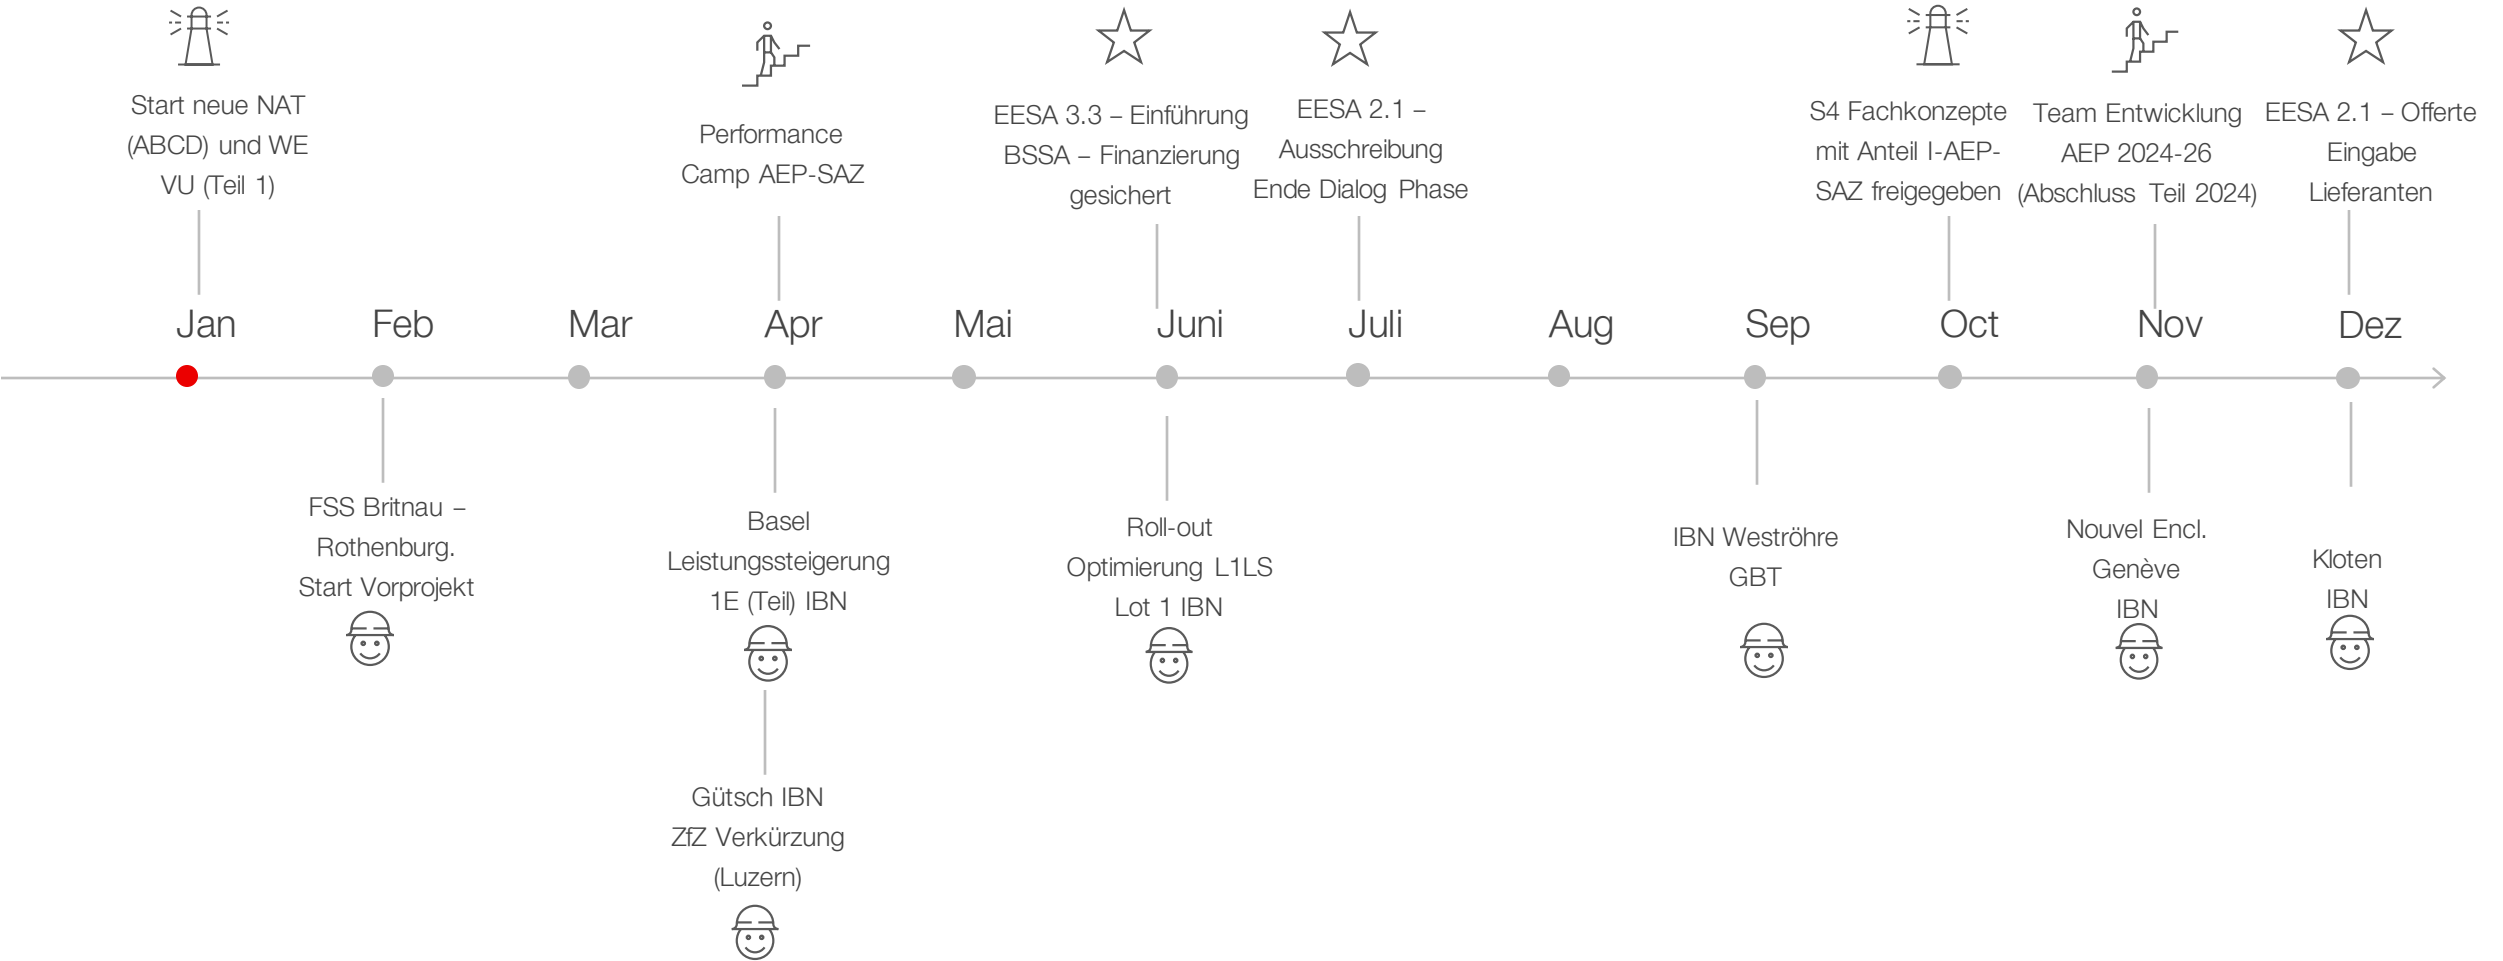 Start neue NAT
(ABCD) und WE
VU (Teil 1)
Performance
Camp AEP-SAZ
EESA 3.3 – Einführung
BSSA – Finanzierung
gesichert
EESA 2.1 –
Ausschreibung
Ende Dialog Phase
S4 Fachkonzepte
mit Anteil I-AEP-
SAZ freigegeben
Team Entwicklung
AEP 2024-26
(Abschluss Teil 2024)
EESA 2.1 – Offerte
Eingabe
Lieferanten
Jan
Feb
Mar
Apr
Mai
Juni
Juli
Aug
Sep
Oct
Nov
Dez
FSS Britnau –
Rothenburg.
Start Vorprojekt
Basel
Leistungssteigerung
1E (Teil) IBN
Roll-out
Optimierung L1LS
Lot 1 IBN
IBN Weströhre
GBT
Nouvel Encl.
Genève
IBN
Kloten
IBN
Gütsch IBN
ZfZ Verkürzung
(Luzern)